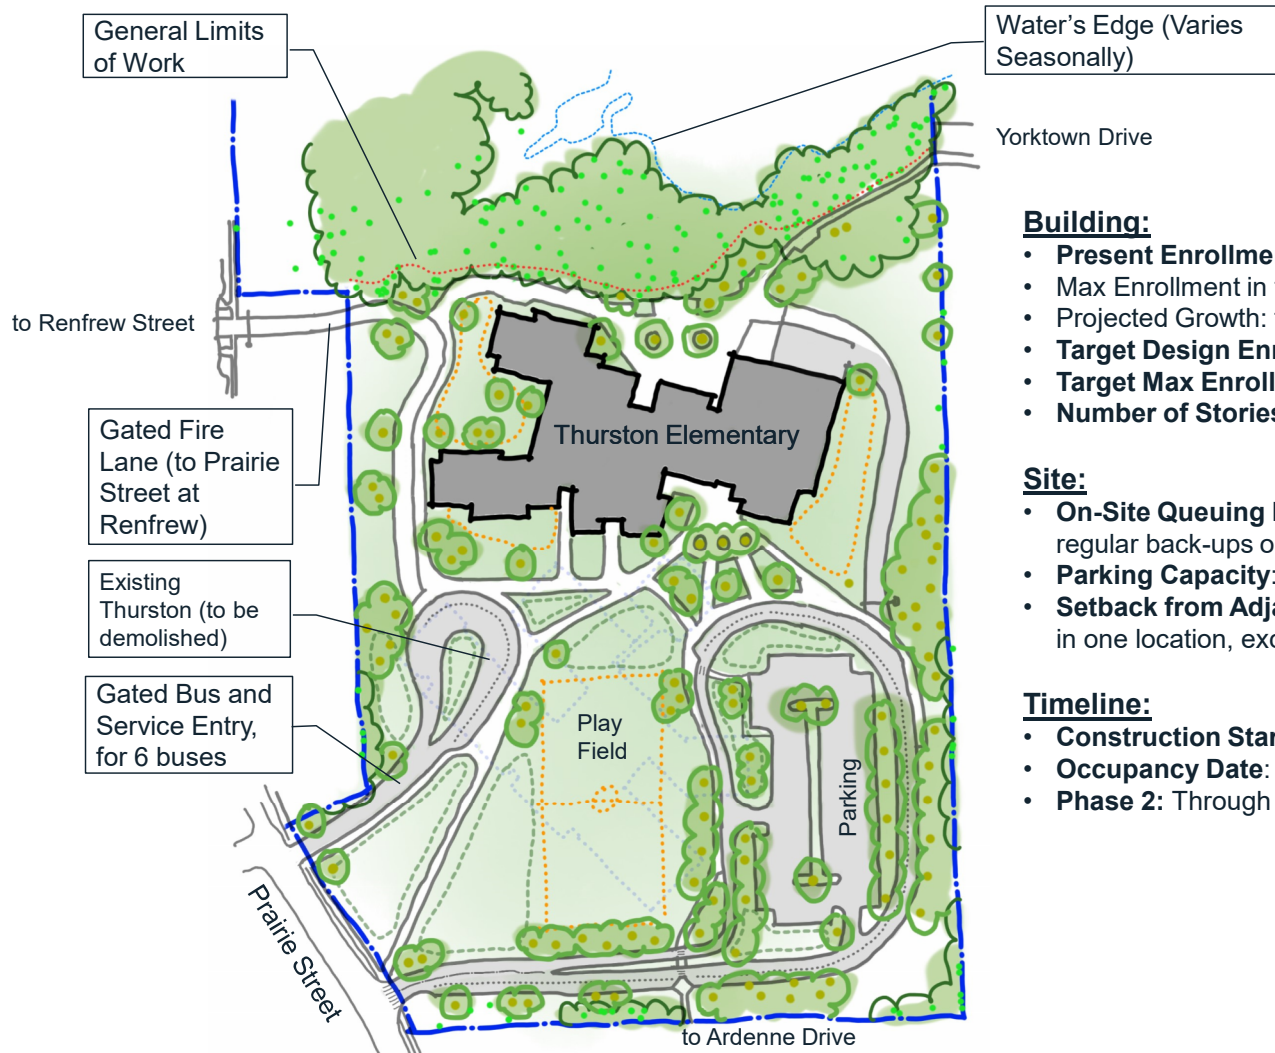 General Limits
of Work
Water's Edge (Varies
Seasonally)
Yorktown Drive
to Renfrew Street
Gated Fire
Lane (to Prairie
Street at
Renfrew)
Existing
Thurston (to be
demolished)
Gated Bus and
Service Entry,
for 6 buses
Thurston Elementary
Play
Field
Parking
Prairie Street
to Ardenne Drive
Building:
• Present Enrollme
• Max Enrollment in
• Projected Growth:
• Target Design Enr
• Target Max Enroll
• Number of Stories
Site:
• On-Site Queuing
regular back-ups o
• Parking Capacity:
• Setback from Adja
in one location, exc
Timeline:
• Construction Star
• Occupancy Date:
• Phase 2: Through